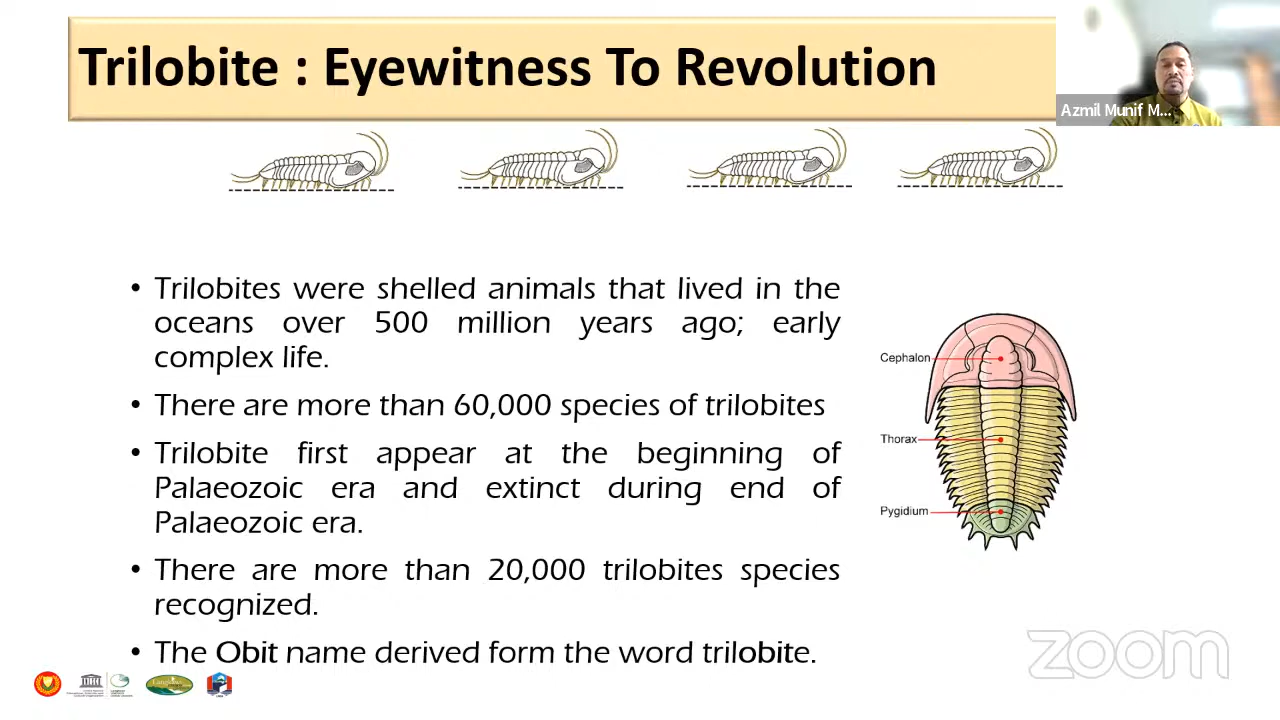 Trilobite : Eyewitness To Revolution
Azmil Munif M...
• Trilobites were shelled animals that lived in the
oceans over 500 million years ago; early
complex life.
• There are more than 60,000 species of trilobites
• Trilobite first appear at the beginning of
Palaeozoic era and extinct during end of
Palaeozoic era.
• There are more than 20,000 trilobites species
recognized.
• The Obit name derived form the word trilobite.
Cephalon
Thorax
Pygidium
zoom